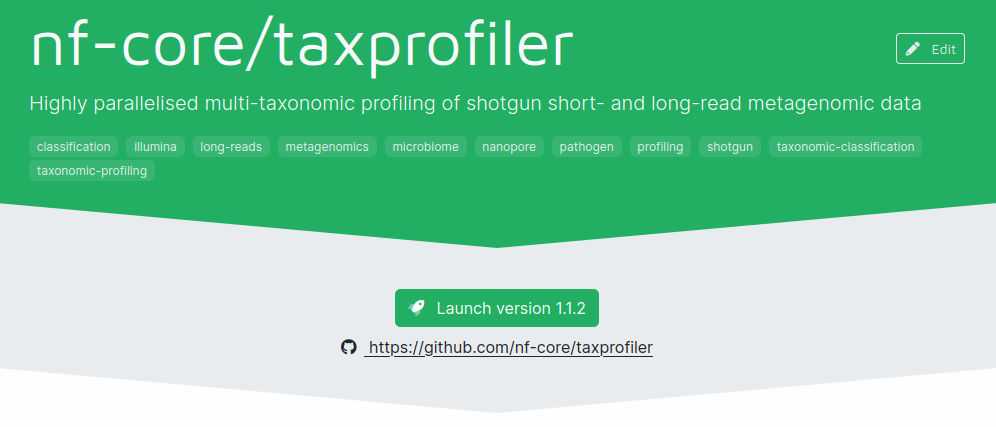 nf-core/taxprofiler
Edit
Highly parallelised multi-taxonomic profiling of shotgun short- and long-read metagenomic data
classification illumina long-reads metagenomics microbiome nanopore pathogen profiling shotgun taxonomic-classification
taxonomic-profiling
Launch version 1.1.2
https://github.com/nf-core/taxprofiler